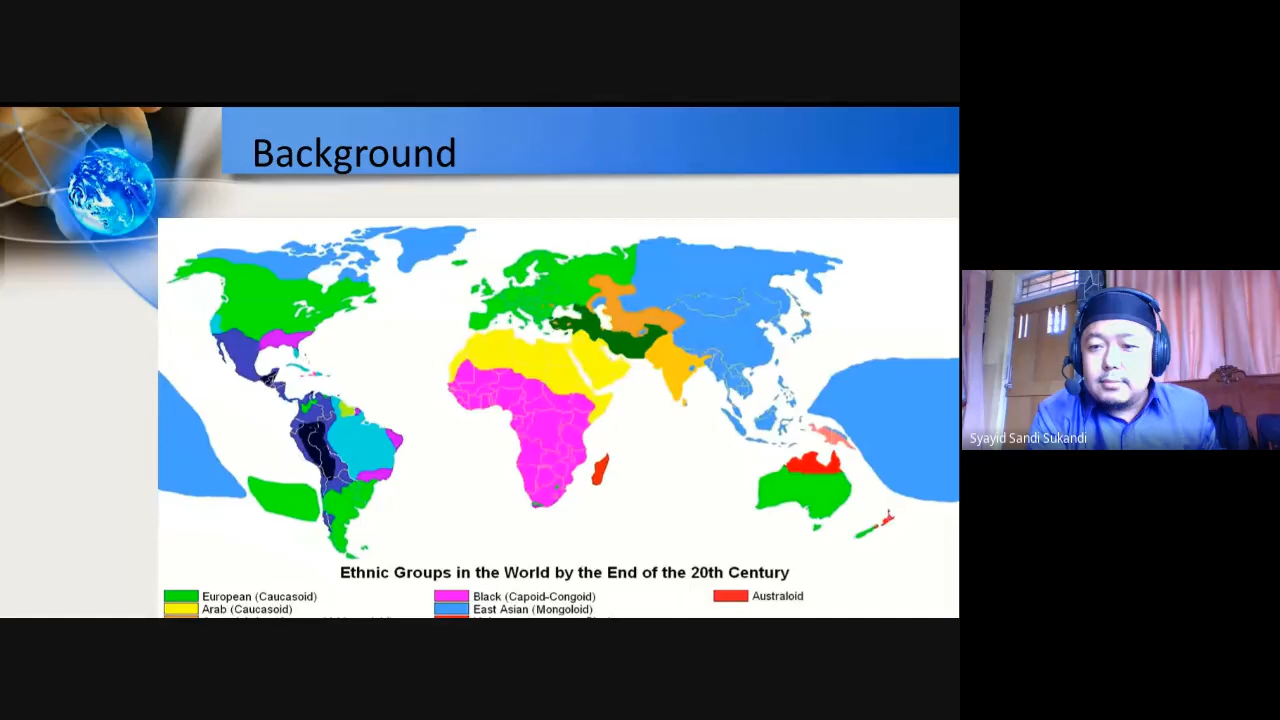 Background
Ethnic Groups in the World by the End of the 20th Century
European (Caucasoid)
Black (Capoid-Congoid)
Australoid
Arab (Caucasoid)
East Asian (Mongoloid)
Syayid Sandi Sukandi